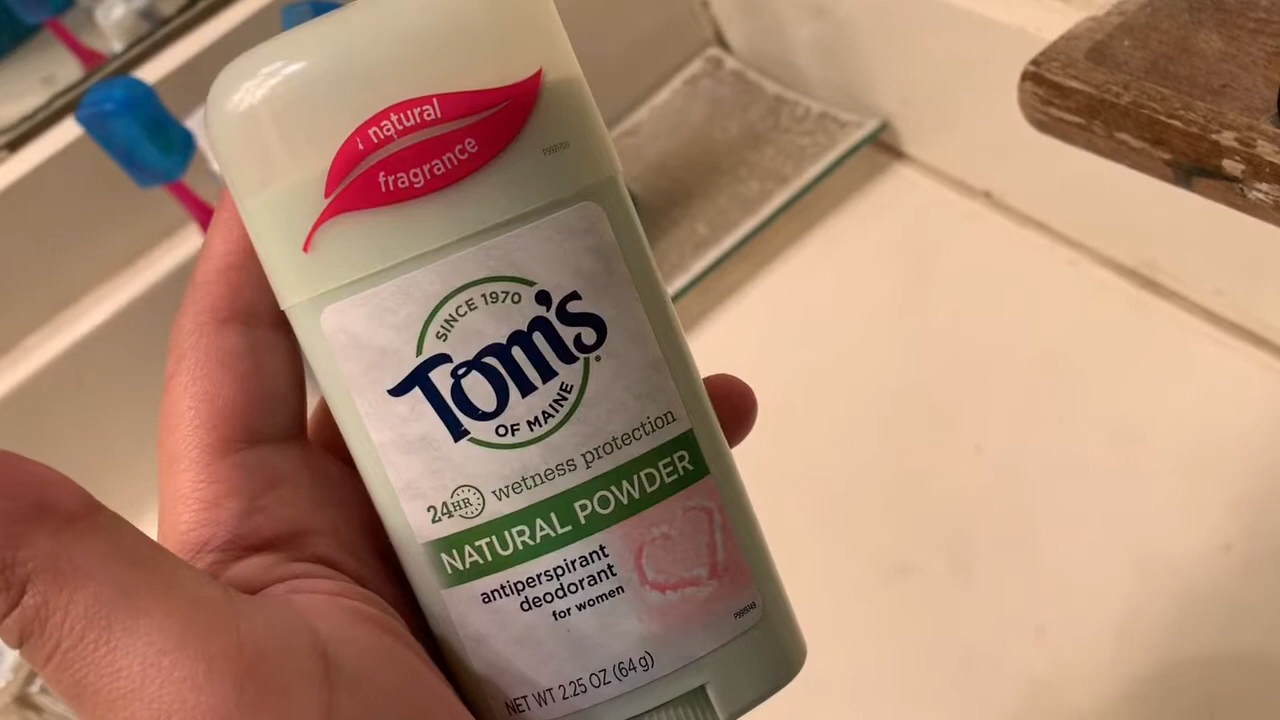 natural
fragrance
SINCE 1970
Tom's
®
OF MAINE
24HR wetness protection
NATURAL POWDER
antiperspirant
deodorant
for women
NET WT 2.25 OZ (64 g)